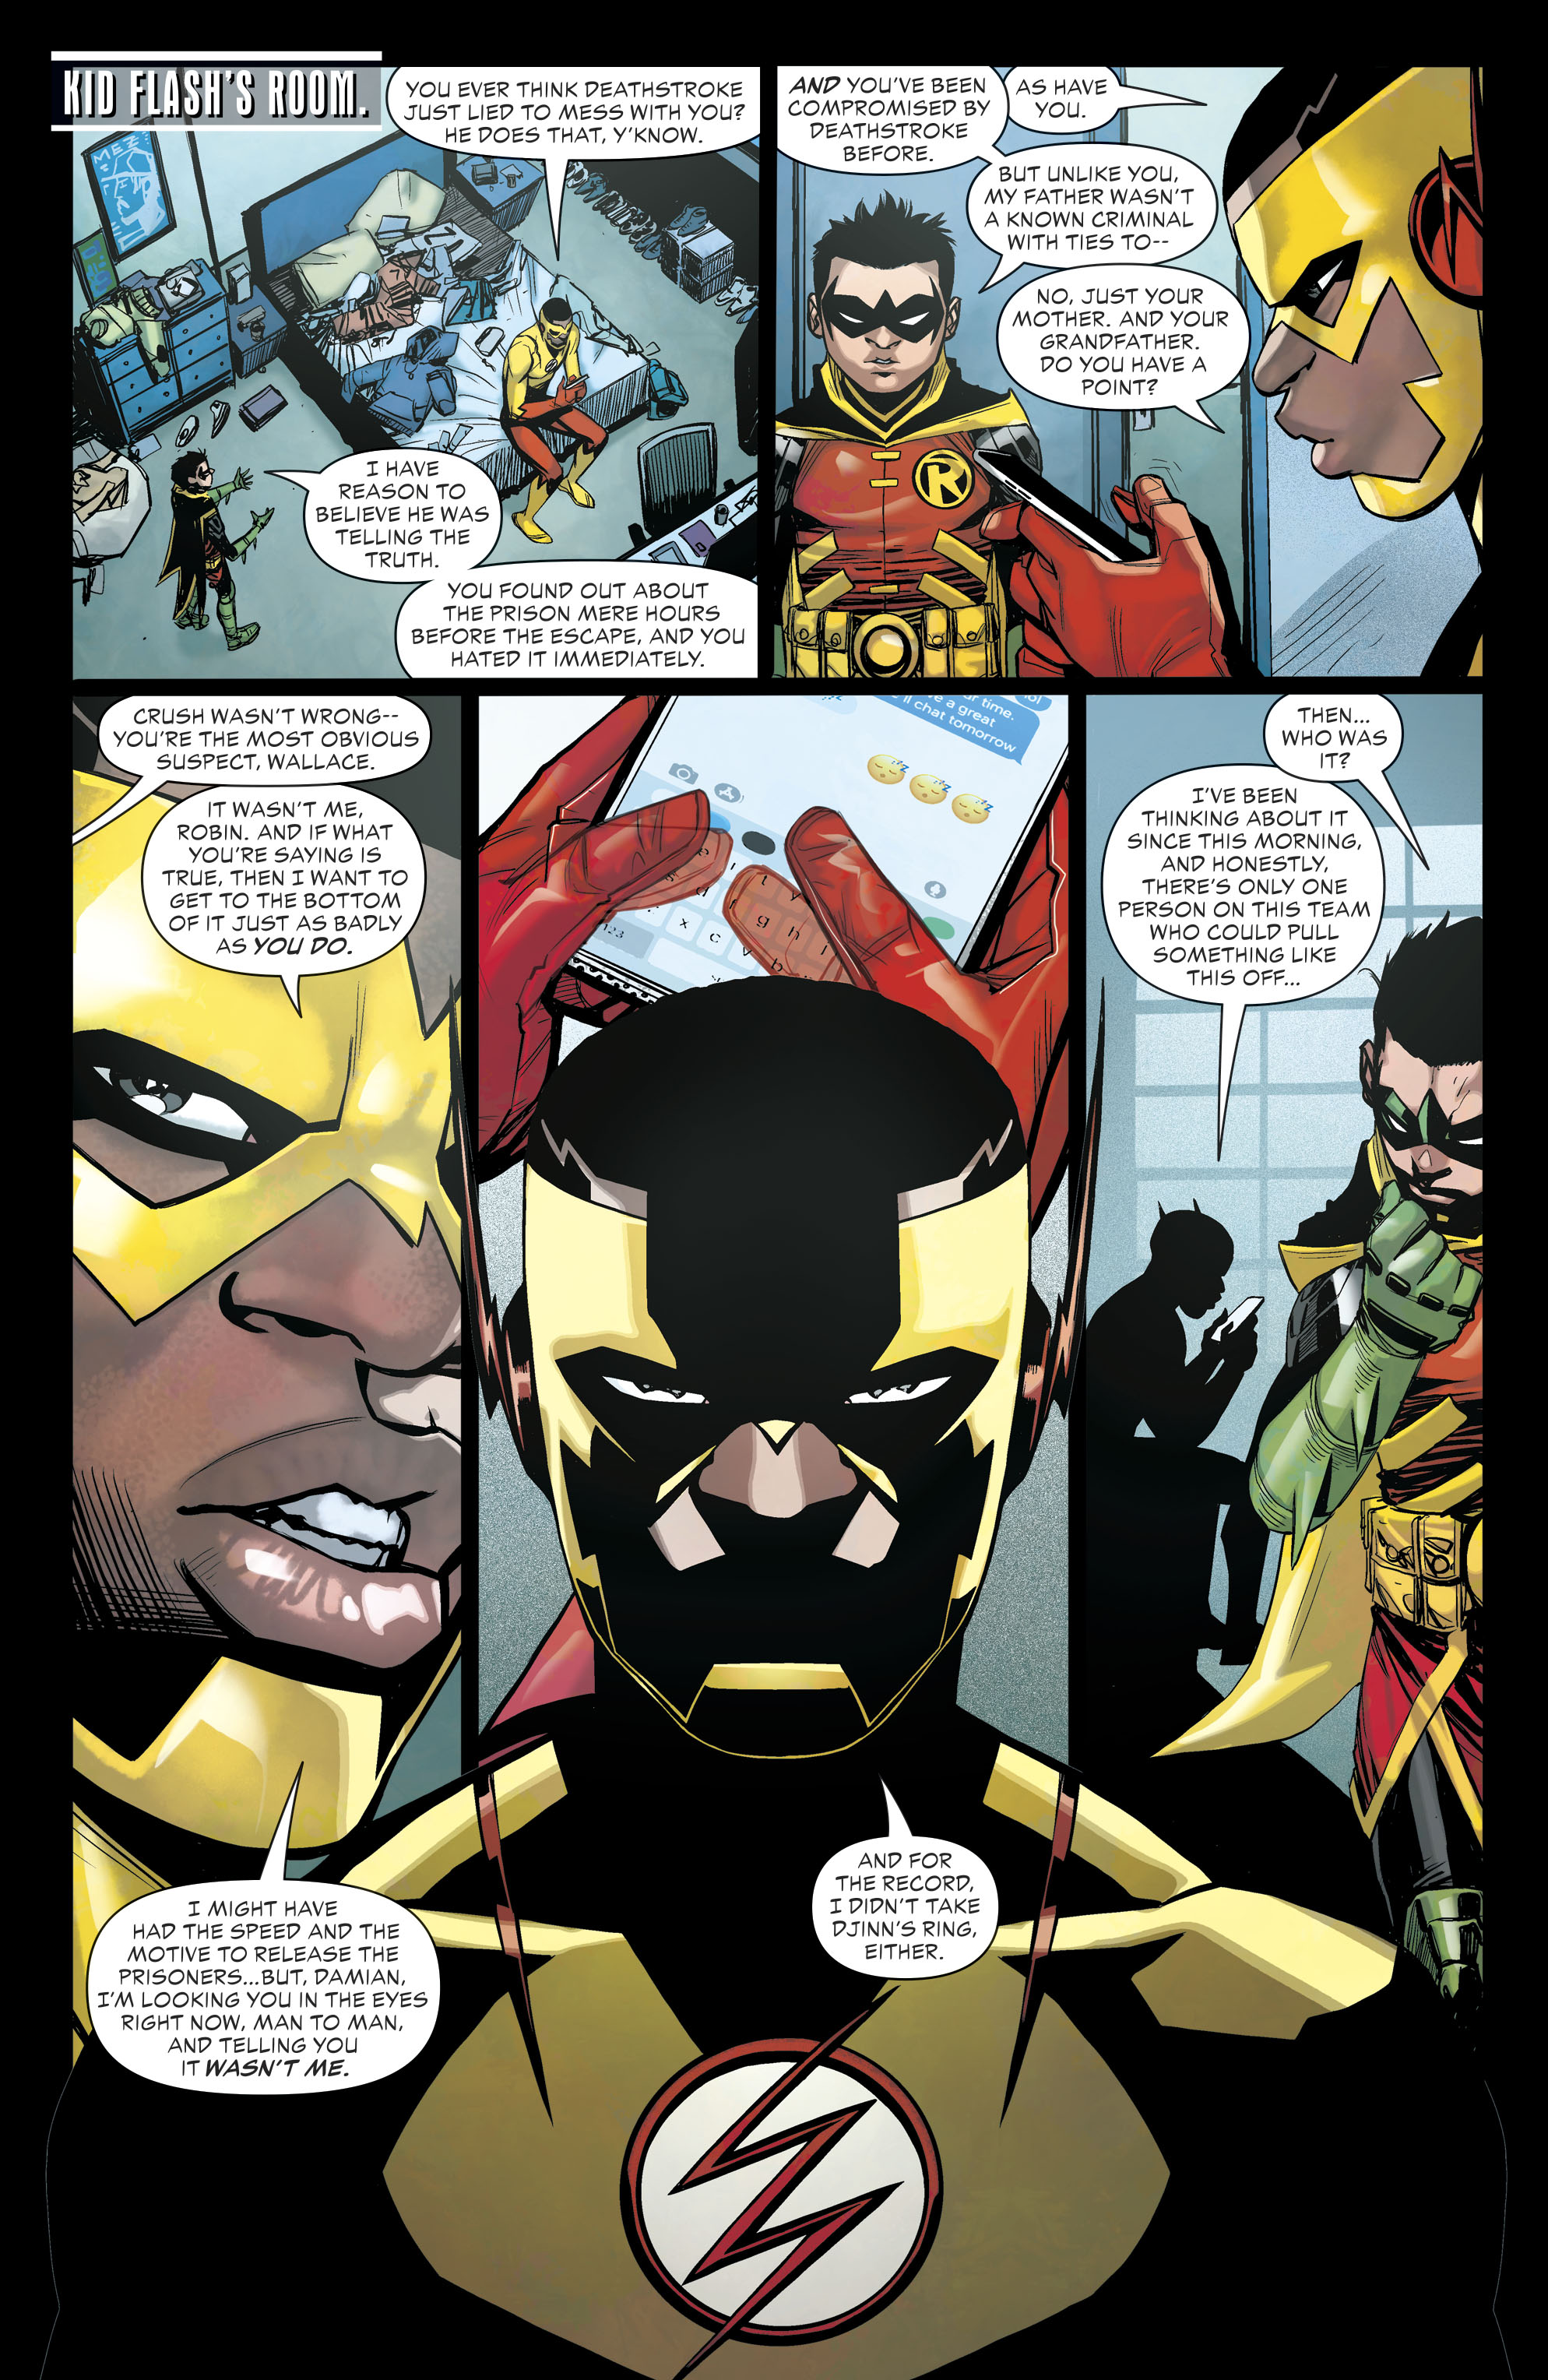 KID FLASH'S ROOM.
YOU EVER THINK DEATHSTROKE
JUST LIED TO MESS WITH YOU?
HE DOES THAT, Y'KNOW.
I HAVE
REASON TO
BELIEVE HE WAS
TELLING THE
TRUTH.
YOU FOUND OUT ABOUT
THE PRISON MERE HOURS
BEFORE THE ESCAPE, AND YOU
HATED IT IMMEDIATELY.
AND YOU'VE BEEN
COMPROMISED BY
DEATHSTROKE
BEFORE.
AS HAVE
YOU.
BUT UNLIKE YOU,
MY FATHER WASN'T
A KNOWN CRIMINAL
WITH TIES TO--
NO, JUST YOUR
MOTHER. AND YOUR
GRANDFATHER.
DO YOU HAVE A
POINT?
R
CRUSH WASN'T WRONG--
YOU'RE THE MOST OBVIOUS
SUSPECT, WALLACE.
IT WASN'T ME,
ROBIN. AND IF WHAT
YOU'RE SAYING IS
TRUE, THEN I WANT TO
GET TO THE BOTTOM
OF IT JUST AS BADLY
AS YOU DO.
I MIGHT HAVE
HAD THE SPEED AND THE
MOTIVE TO RELEASE THE
PRISONERS...BUT, DAMIAN,
I'M LOOKING YOU IN THE EYES
RIGHT NOW, MAN TO MAN,
AND TELLING YOU
IT WASN'T ME.
time.
a great
chat tomorrow
e i
t
s d f g h
x c v b
123
AND FOR
THE RECORD,
I DIDN'T TAKE
DJINN'S RING,
EITHER.
THEN...
WHO WAS
IT?
I'VE BEEN
THINKING ABOUT IT
SINCE THIS MORNING,
AND HONESTLY,
THERE'S ONLY ONE
PERSON ON THIS TEAM
WHO COULD PULL
SOMETHING LIKE
THIS OFF...